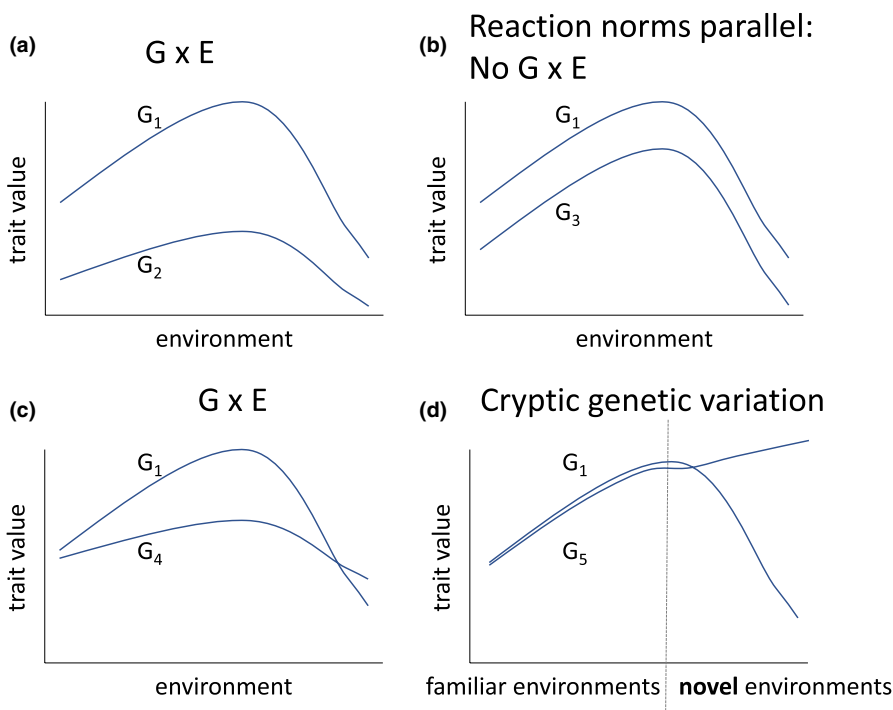 (a)
G x E
G₁
G₂
trait value
environment
(b)
Reaction norms parallel:
No G x E
G₁
G₃
trait value
environment
(c)
G x E
G₁
G₄
trait value
environment
(d)
Cryptic genetic variation
G₁
G₅
trait value
familiar environments
novel environments